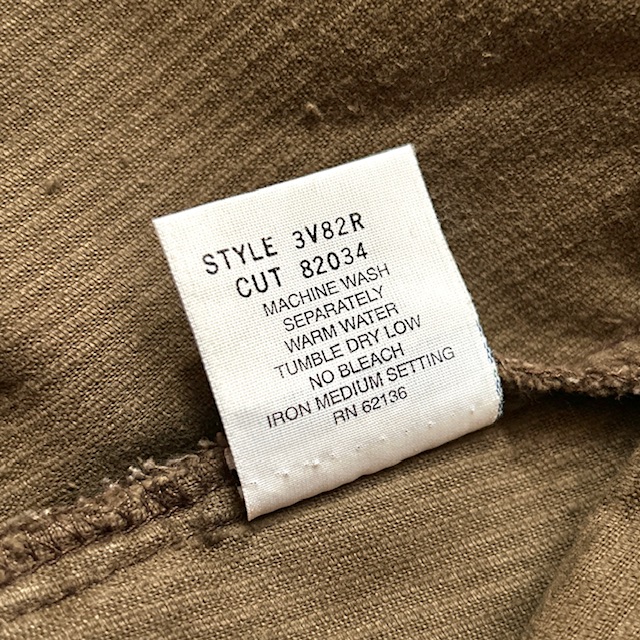 STYLE 3V82R
CUT 82034
MACHINE WASH
SEPARATELY
WARM WATER
TUMBLE DRY LOW
NO BLEACH
IRON MEDIUM SETTING
RN 62136